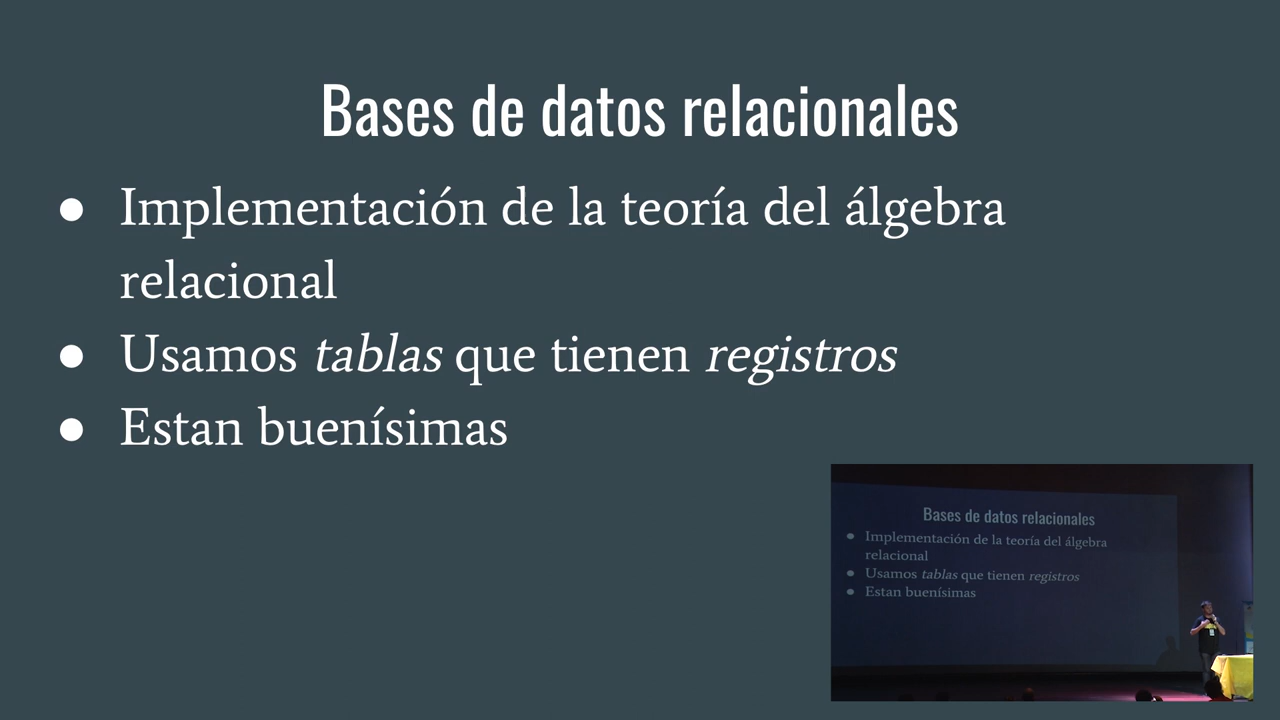 Bases de datos relacionales
● Implementación de la teoría del álgebra
relacional
● Usamos tablas que tienen registros
● Estan buenísimas
Bases de datos relacionales
● Implementación de la teoría del álgebra
relacional
● Usamos tablas que tienen registros
● Estan buenísimas